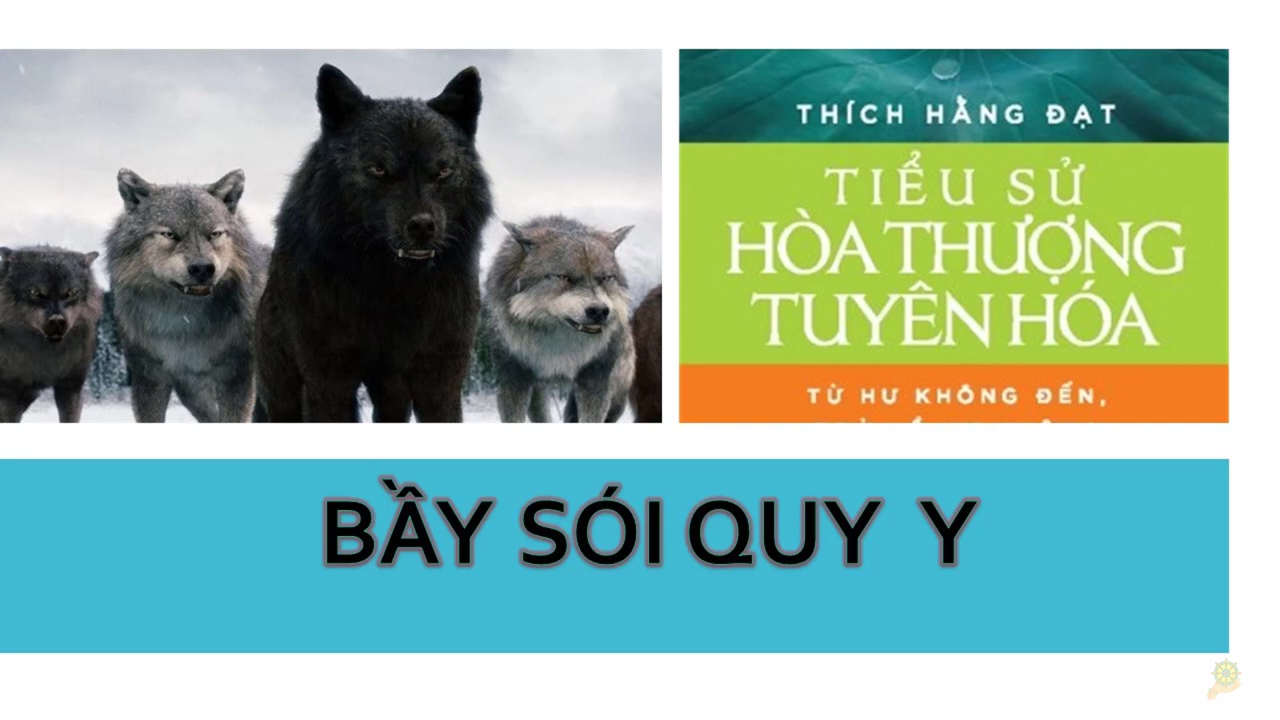 THÍCH HẰNG ĐẠT
TIỂU SỬ
HÒA THƯỢNG
TUYÊN HÓA
TỪ HƯ KHÔNG ĐẾN,
BẦY SÓI QUY Y